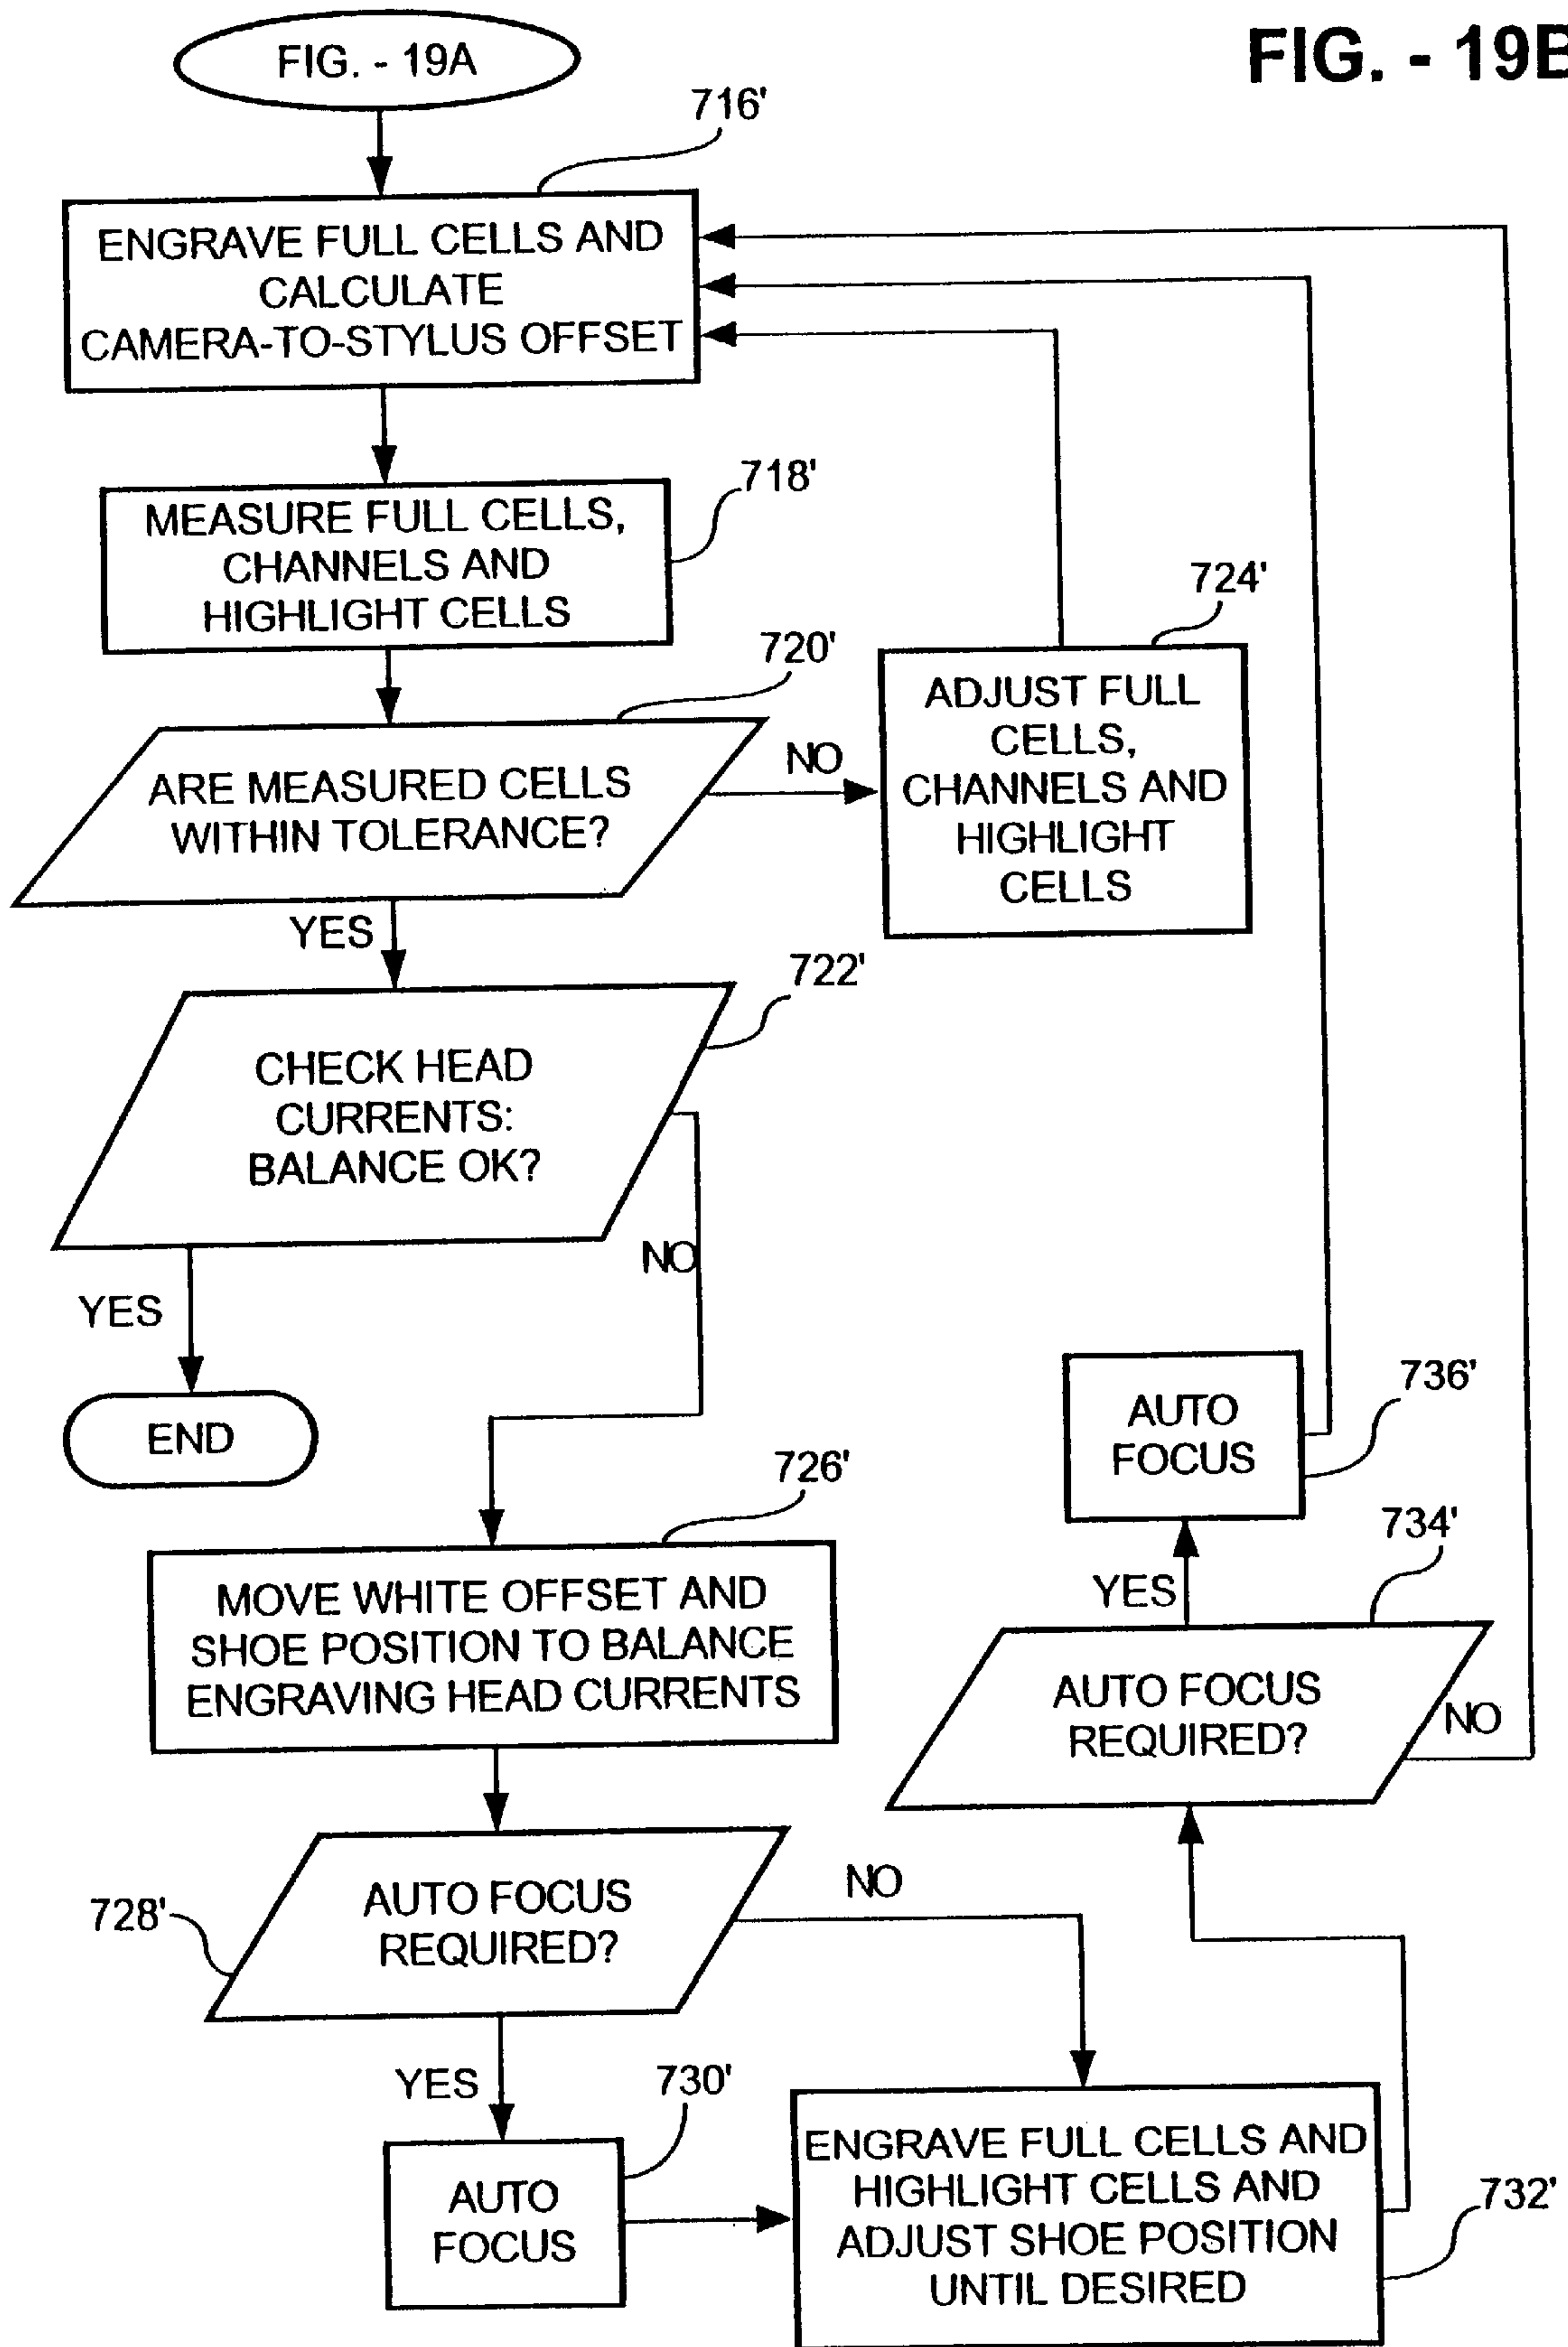 FIG. - 19B
FIG. - 19A
716'
ENGRAVE FULL CELLS AND
CALCULATE
CAMERA-TO-STYLUS OFFSET
718'
MEASURE FULL CELLS,
CHANNELS AND
HIGHLIGHT CELLS
720'
ARE MEASURED CELLS
WITHIN TOLERANCE?
NO
724'
ADJUST FULL
CELLS,
CHANNELS AND
HIGHLIGHT
CELLS
YES
722'
CHECK HEAD
CURRENTS:
BALANCE OK?
NO
YES
END
726'
MOVE WHITE OFFSET AND
SHOE POSITION TO BALANCE
ENGRAVING HEAD CURRENTS
728'
AUTO FOCUS
REQUIRED?
NO
YES
730'
AUTO
FOCUS
732'
ENGRAVE FULL CELLS AND
HIGHLIGHT CELLS AND
ADJUST SHOE POSITION
UNTIL DESIRED
734'
AUTO FOCUS
REQUIRED?
NO
YES
736'
AUTO
FOCUS